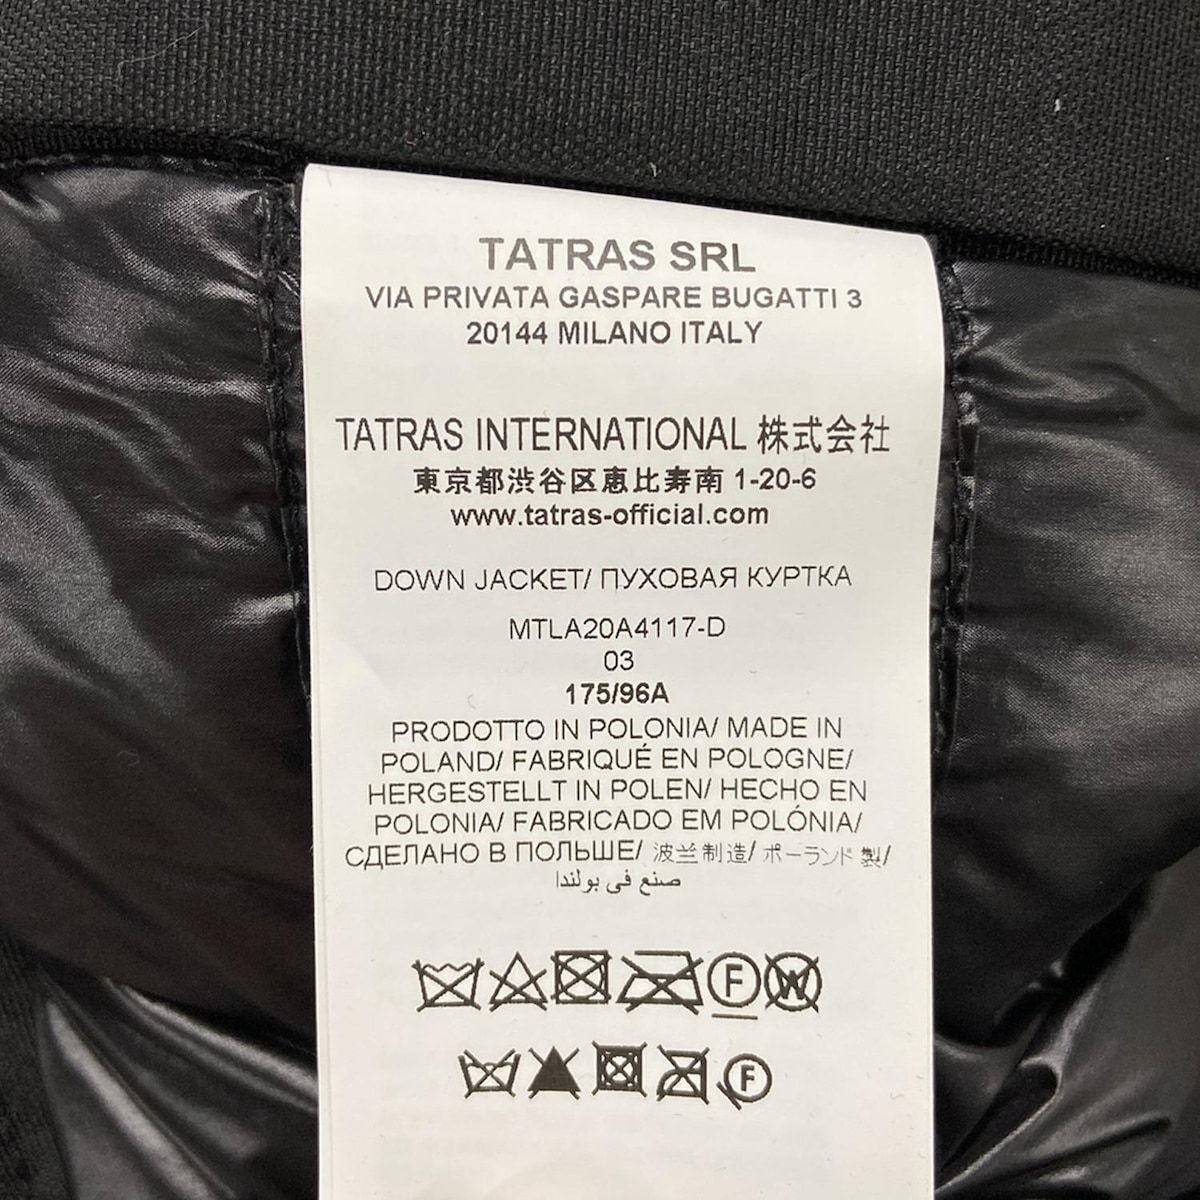 TATRAS SRL
VIA PRIVATA GASPARE BUGATTI 3
20144 MILANO ITALY
TATRAS INTERNATIONAL 株式会社
東京都渋谷区恵比寿南 1-20-6
www.tatras-official.com
DOWN JACKET/ ПУХОВАЯ КУРТКА
MTLA20A4117-D
03
175/96A
PRODOTTO IN POLONIA/ MADE IN
POLAND/ FABRIQUÉ EN POLOGNE/
HERGESTELLT IN POLEN/ HECHO EN
POLONIA/ FABRICADO EM POLÓNIA/
СДЕЛАНО В ПОЛЬШЕ/ 波兰制造/ ポーランド製/
صنع في بولندا
F W
F